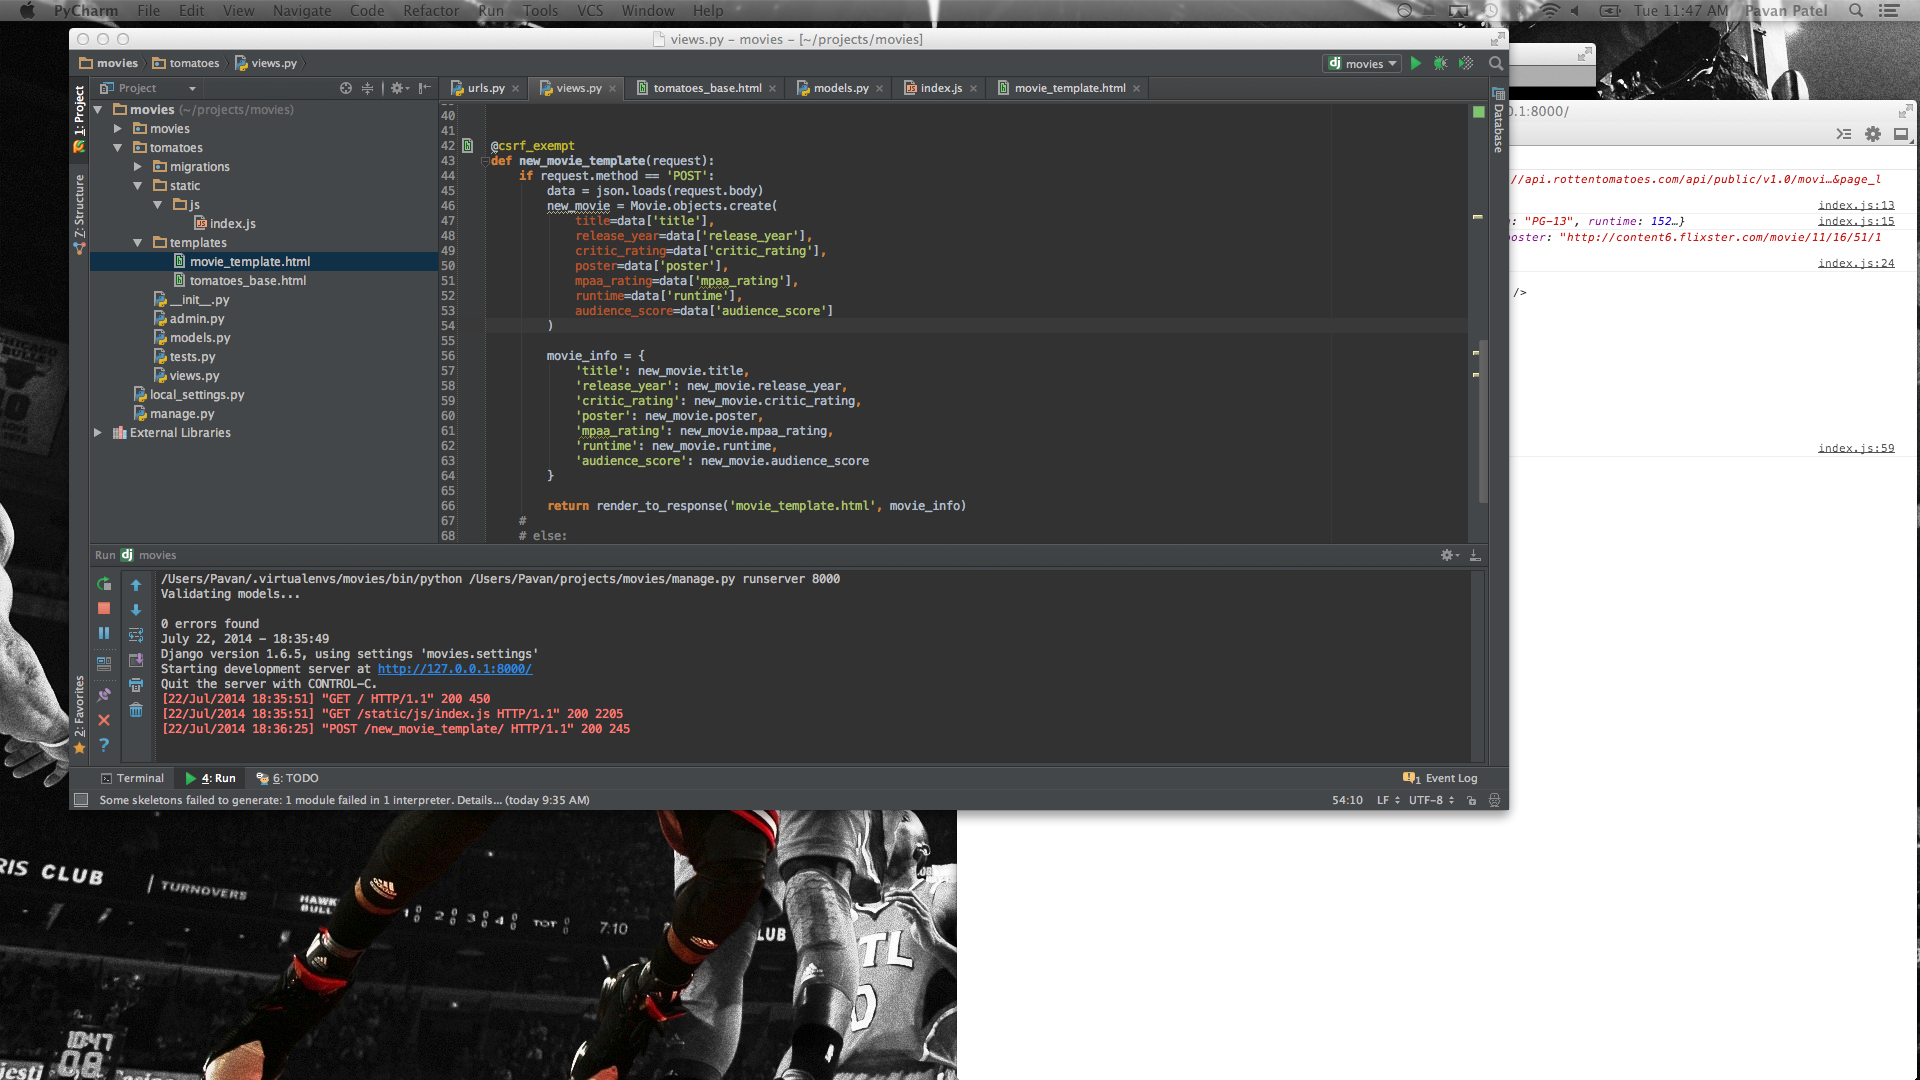 PyCharm File Edit View Navigate Code Refactor Run Tools VCS Window Help
Tue 11:47 AM Pavan Patel
views.py – movies – [~/projects/movies]
movies tomatoes views.py
movies
Project
urls.py views.py tomatoes_base.html models.py index.js movie_template.html
1: Project
Z: Structure
2: Favorites
Database
movies (~/projects/movies)
movies
tomatoes
migrations
static
js
index.js
templates
movie_template.html
tomatoes_base.html
__init__.py
admin.py
models.py
tests.py
views.py
local_settings.py
manage.py
External Libraries
40
41
42 @csrf_exempt
43 def new_movie_template(request):
44 if request.method == 'POST':
45 data = json.loads(request.body)
46 new_movie = Movie.objects.create(
47 title=data['title'],
48 release_year=data['release_year'],
49 critic_rating=data['critic_rating'],
50 poster=data['poster'],
51 mpaa_rating=data['mpaa_rating'],
52 runtime=data['runtime'],
53 audience_score=data['audience_score']
54 )
55
56 movie_info = {
57 'title': new_movie.title,
58 'release_year': new_movie.release_year,
59 'critic_rating': new_movie.critic_rating,
60 'poster': new_movie.poster,
61 'mpaa_rating': new_movie.mpaa_rating,
62 'runtime': new_movie.runtime,
63 'audience_score': new_movie.audience_score
64 }
65
66 return render_to_response('movie_template.html', movie_info)
67 #
68 # else:
Run dj movies
/Users/Pavan/.virtualenvs/movies/bin/python /Users/Pavan/projects/movies/manage.py runserver 8000
Validating models...
0 errors found
July 22, 2014 - 18:35:49
Django version 1.6.5, using settings 'movies.settings'
Starting development server at http://127.0.0.1:8000/
Quit the server with CONTROL-C.
[22/Jul/2014 18:35:51] "GET / HTTP/1.1" 200 450
[22/Jul/2014 18:35:51] "GET /static/js/index.js HTTP/1.1" 200 2205
[22/Jul/2014 18:36:25] "POST /new_movie_template/ HTTP/1.1" 200 245
Terminal 4: Run 6: TODO
Event Log
Some skeletons failed to generate: 1 module failed in 1 interpreter. Details... (today 9:35 AM)
54:10 LF UTF-8
0.1:8000/
//api.rottentomatoes.com/api/public/v1.0/movi…&page_l
index.js:13
: "PG-13", runtime: 152…}
index.js:15
oster: "http://content6.flixster.com/movie/11/16/51/1
index.js:24
/>
index.js:59
CHICAGO
BULLS
RIS CLUB
TURNOVERS
HAWK
BULL
1 2 3 4 TOT
7:10
LUB
TL
10:47
08
jesti